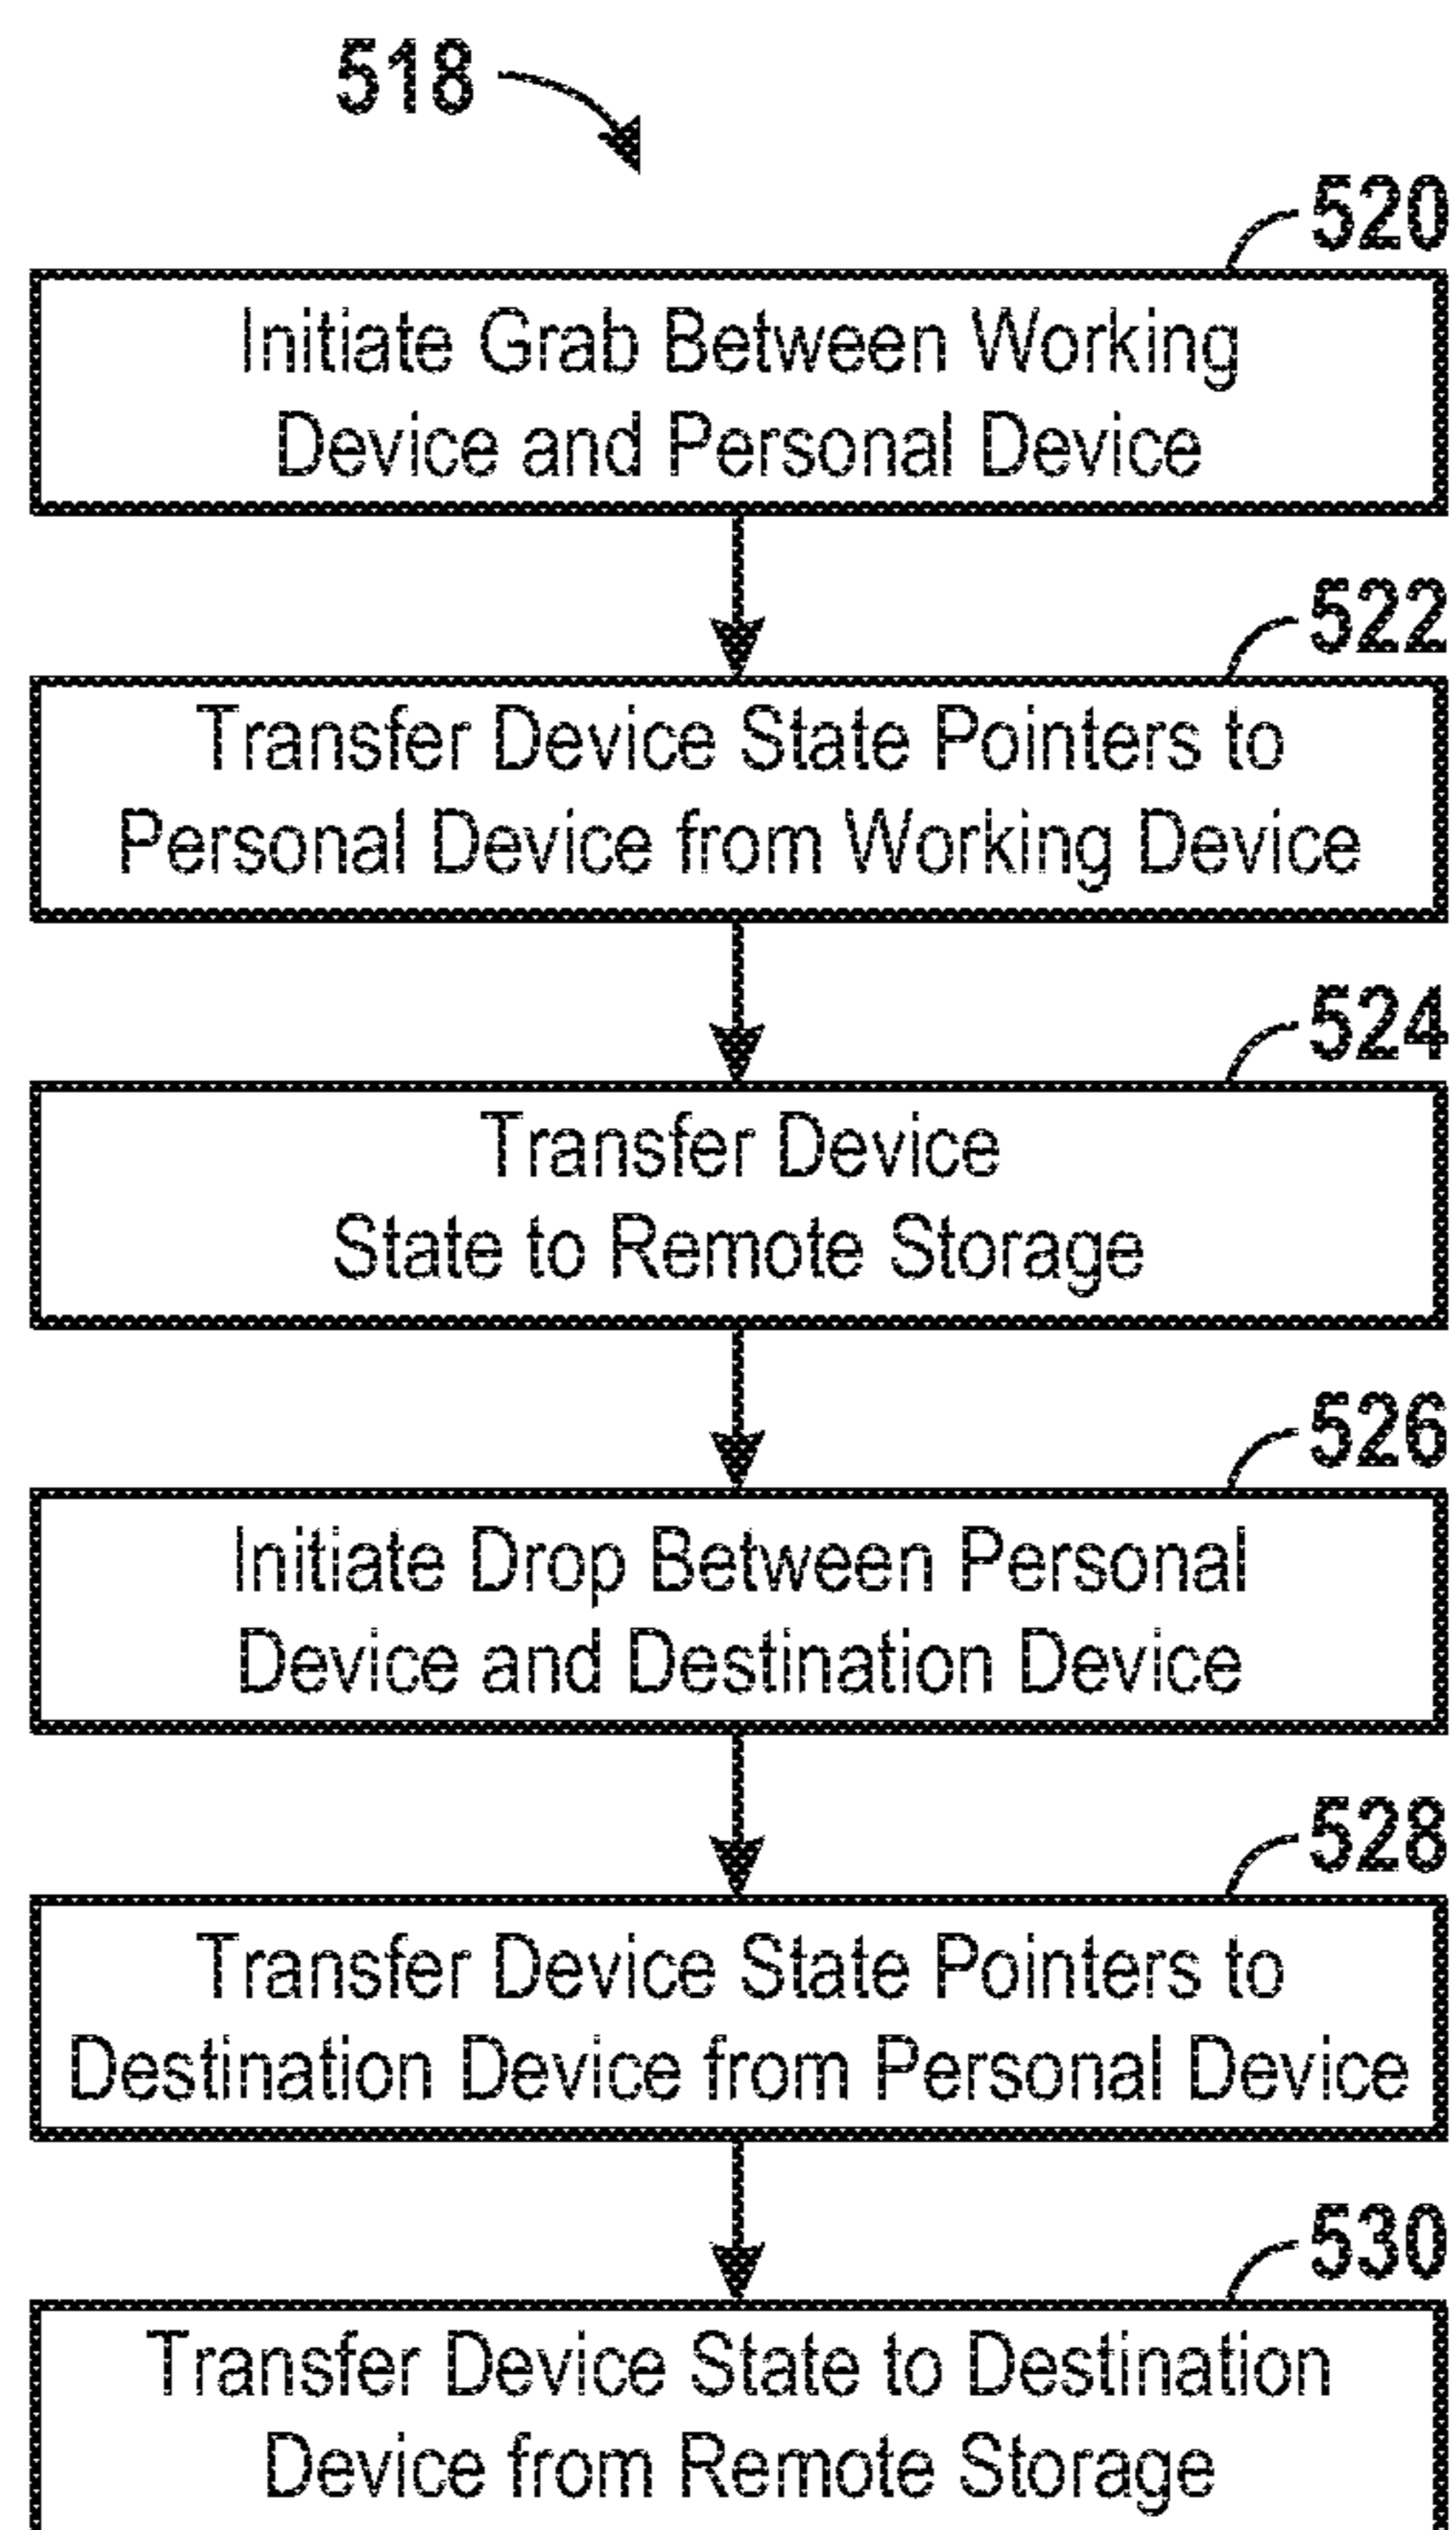 518
520
Initiate Grab Between Working
Device and Personal Device
522
Transfer Device State Pointers to
Personal Device from Working Device
524
Transfer Device
State to Remote Storage
526
Initiate Drop Between Personal
Device and Destination Device
528
Transfer Device State Pointers to
Destination Device from Personal Device
530
Transfer Device State to Destination
Device from Remote Storage